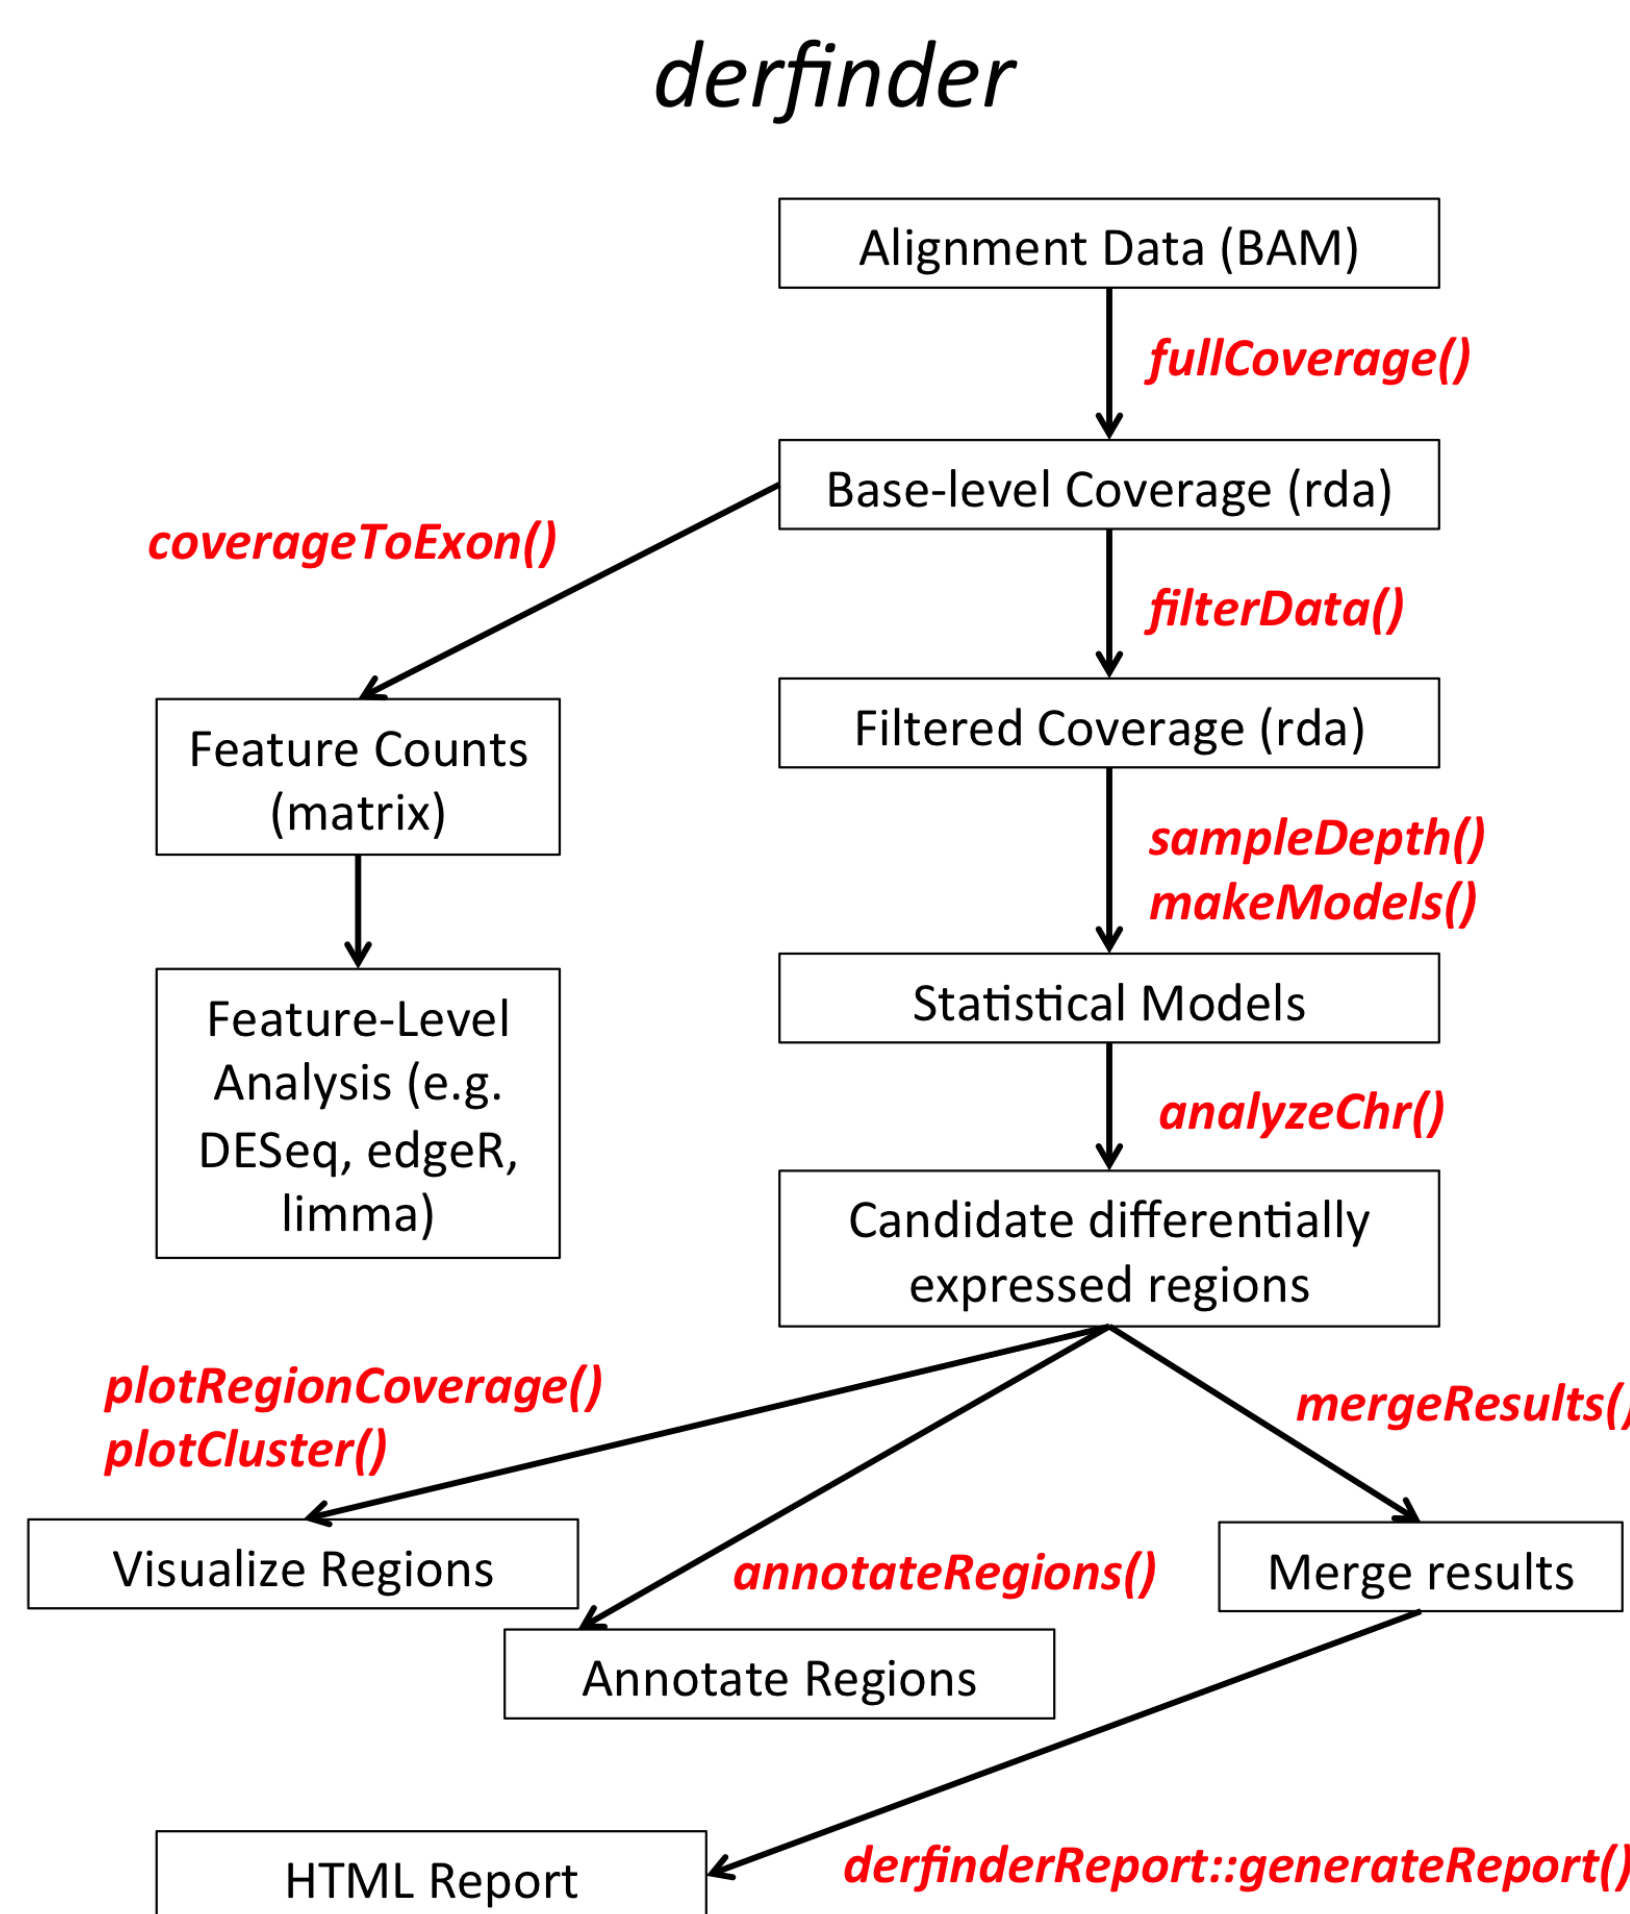 derfinder
Alignment Data (BAM)
fullCoverage()
Base-level Coverage (rda)
coverageToExon()
filterData()
Filtered Coverage (rda)
Feature Counts
(matrix)
sampleDepth()
makeModels()
Statistical Models
Feature-Level
Analysis (e.g.
DESeq, edgeR,
limma)
analyzeChr()
Candidate differentially
expressed regions
plotRegionCoverage()
plotCluster()
mergeResults()
Visualize Regions
annotateRegions()
Merge results
Annotate Regions
HTML Report
derfinderReport::generateReport()